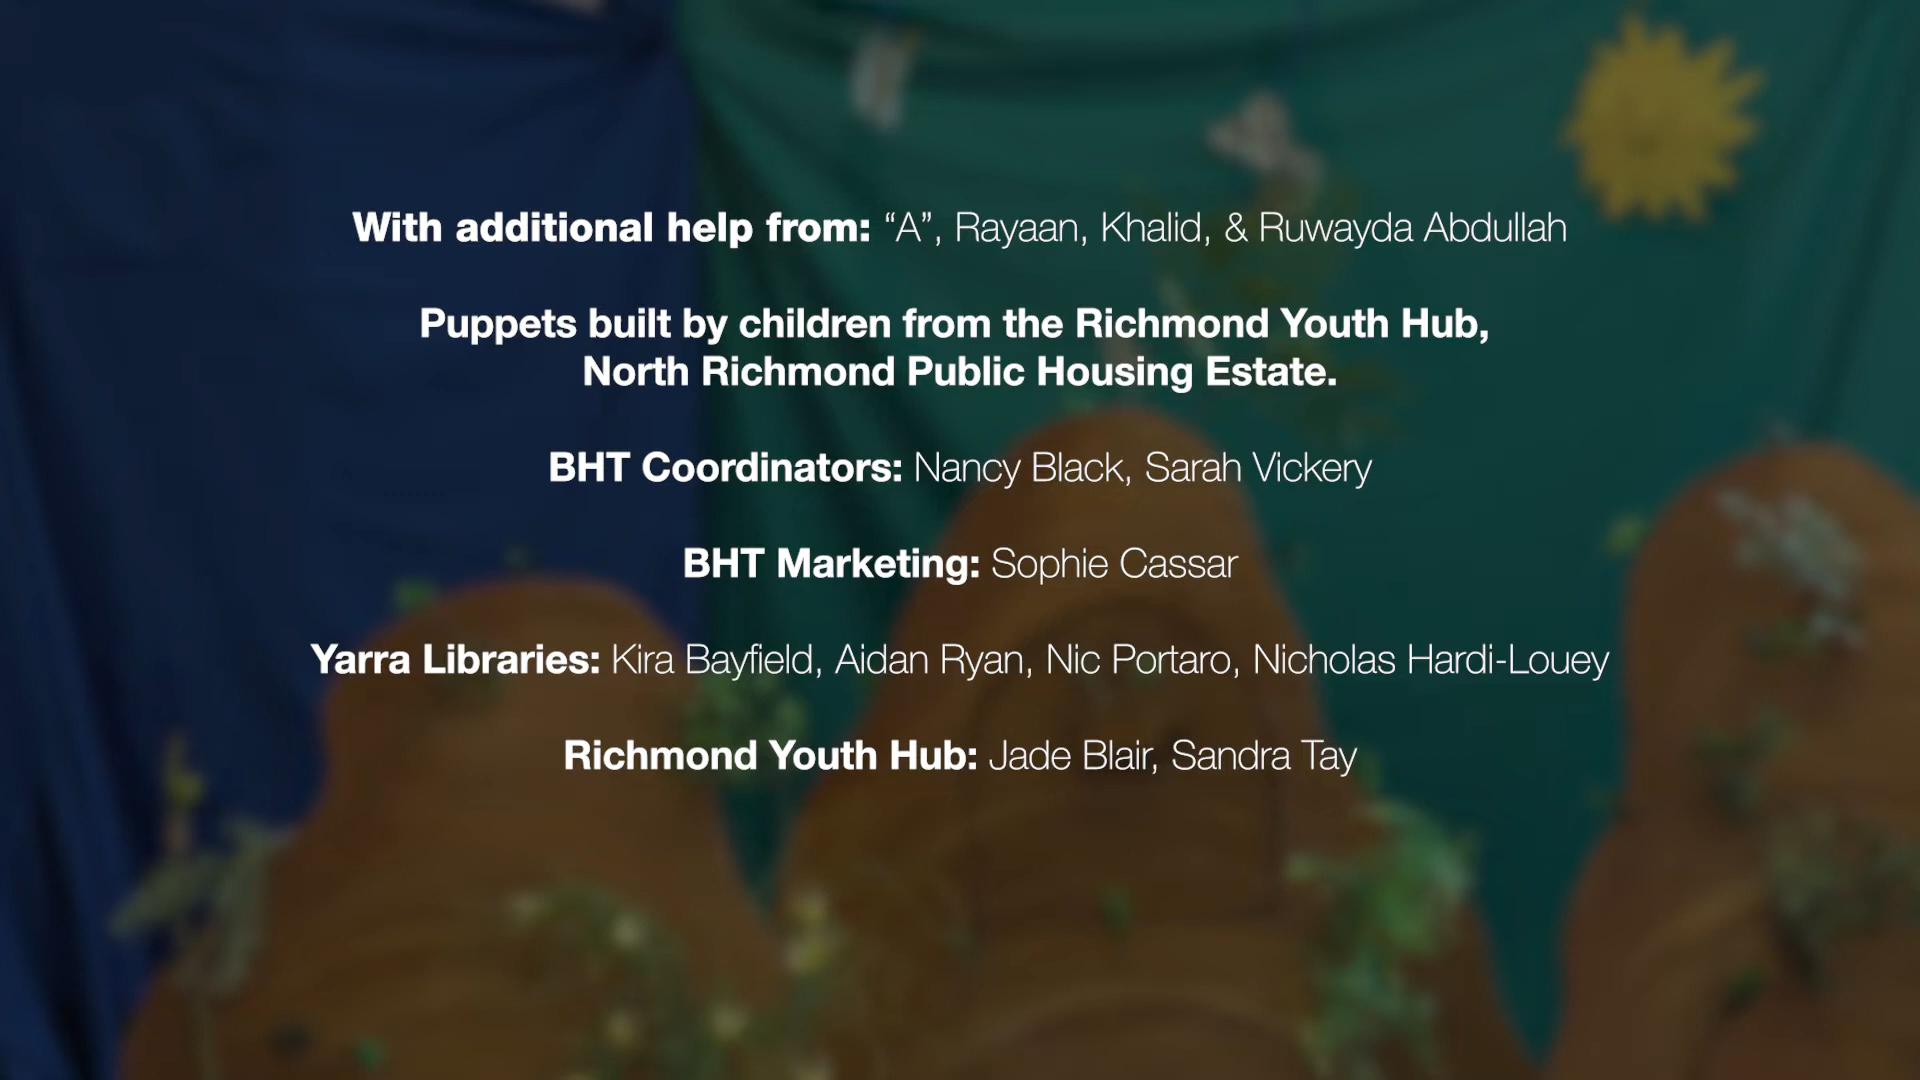 With additional help from: “A”, Rayaan, Khalid, & Ruwayda Abdullah
Puppets built by children from the Richmond Youth Hub,
North Richmond Public Housing Estate.
BHT Coordinators: Nancy Black, Sarah Vickery
BHT Marketing: Sophie Cassar
Yarra Libraries: Kira Bayfield, Aidan Ryan, Nic Portaro, Nicholas Hardi-Louey
Richmond Youth Hub: Jade Blair, Sandra Tay